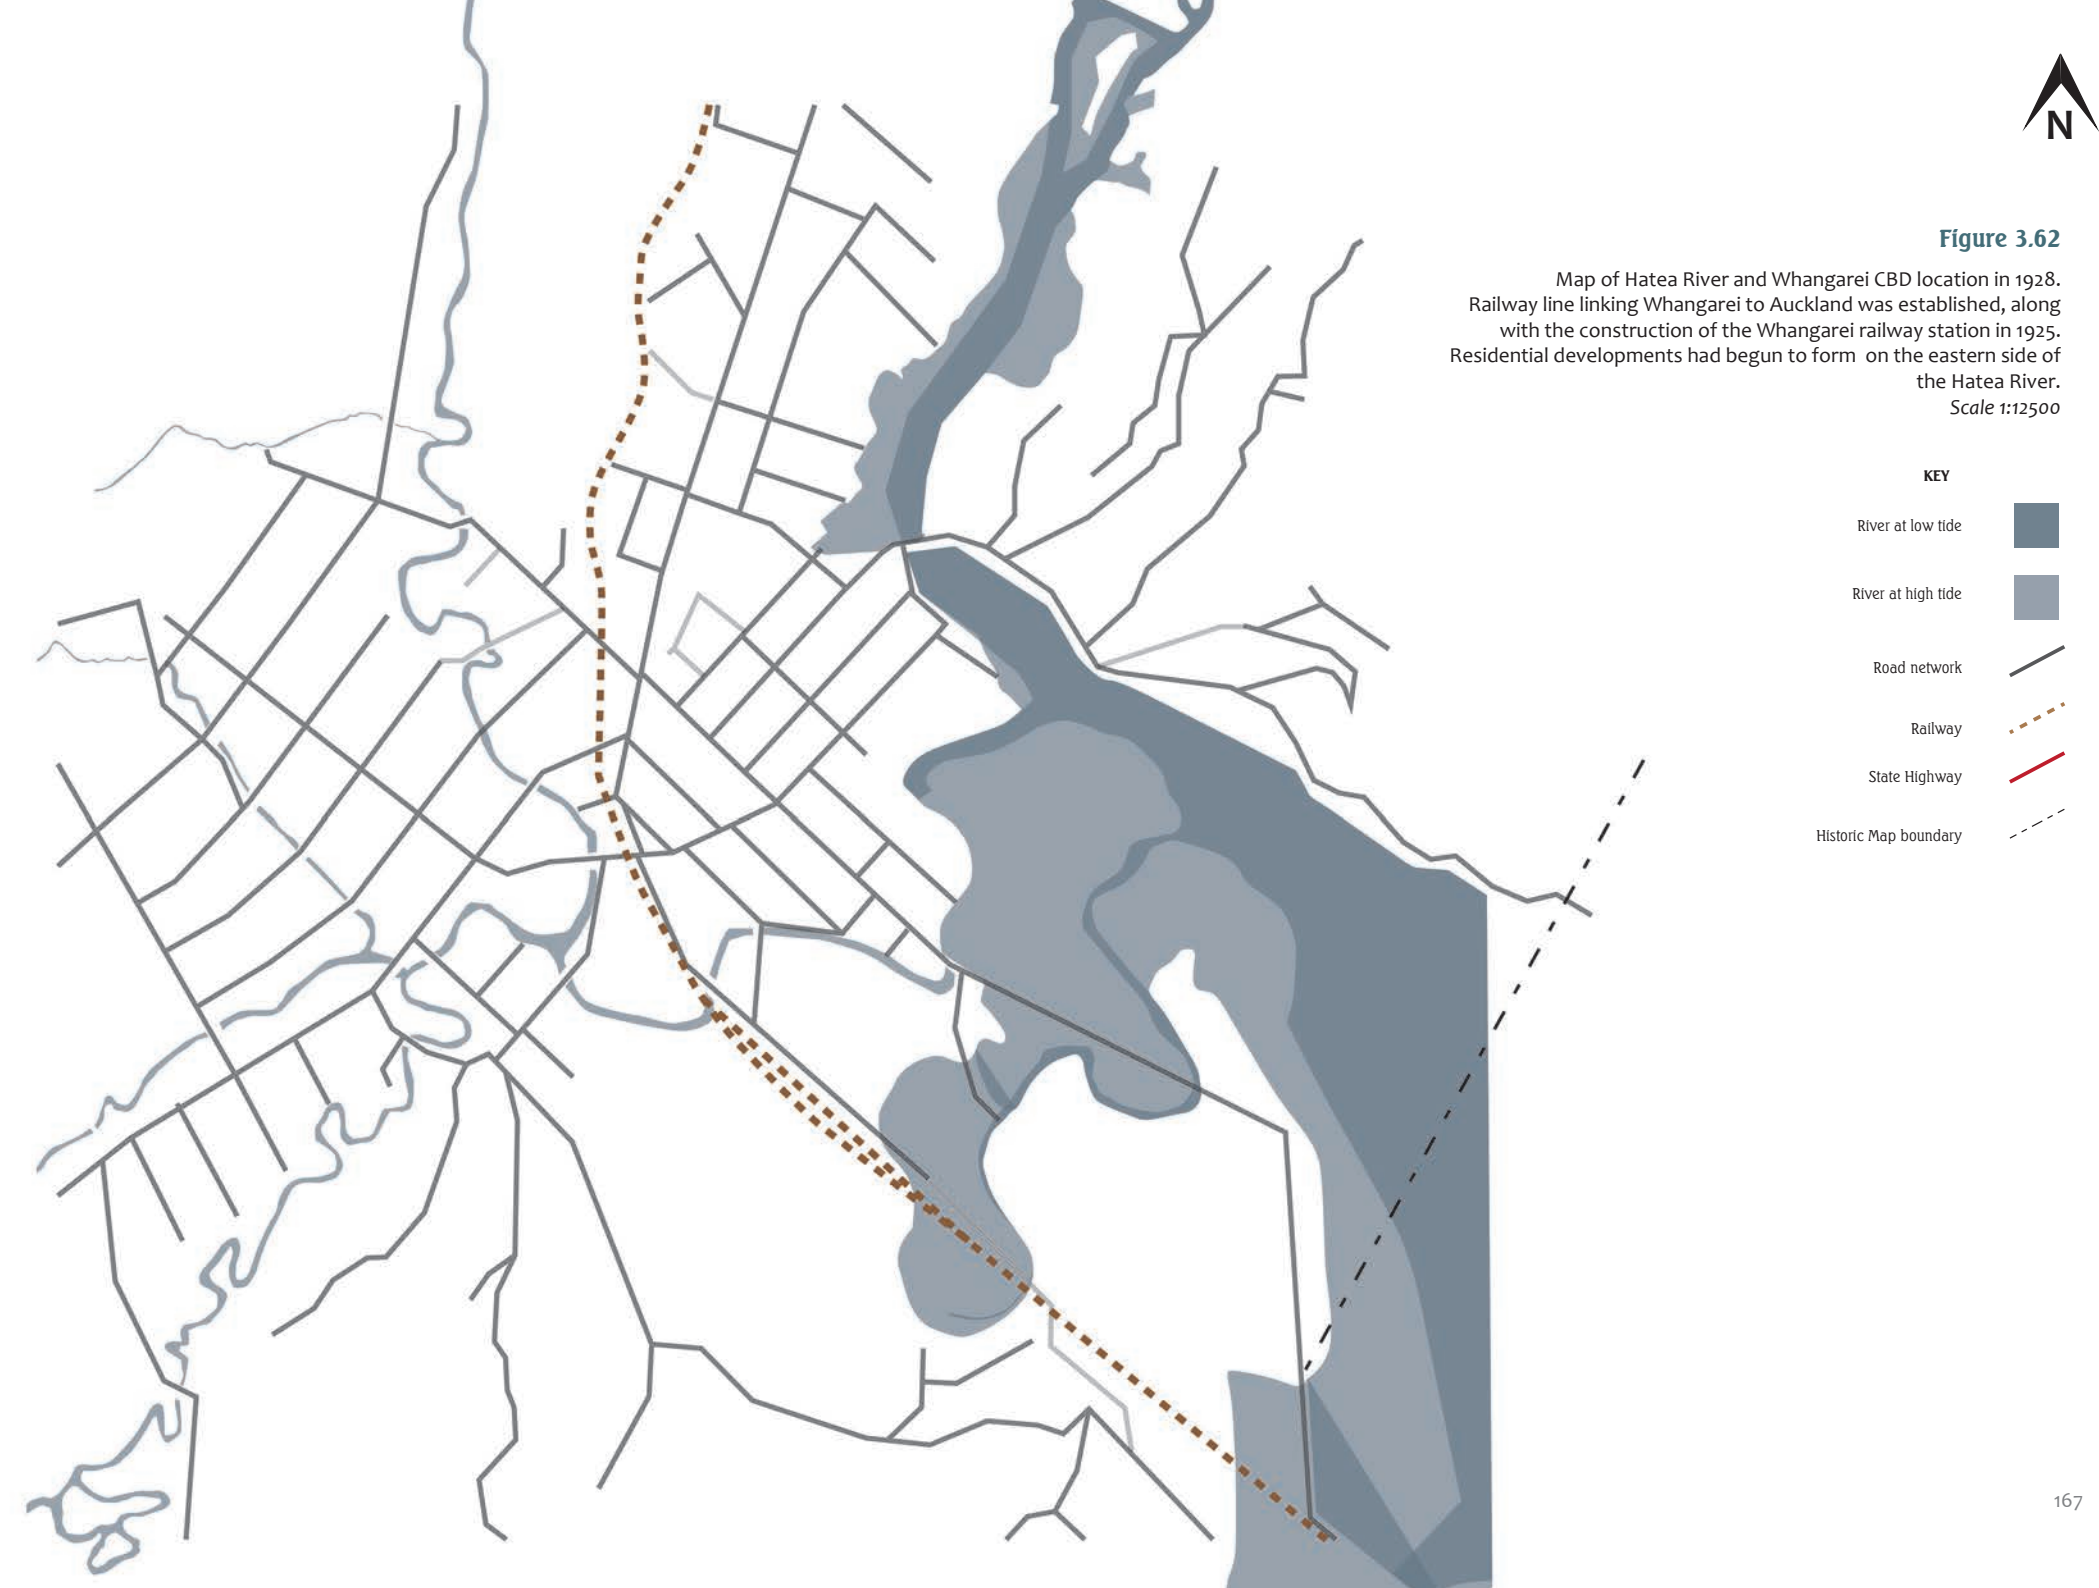 N
Figure 3.62
Map of Hatea River and Whangarei CBD location in 1928.
Railway line linking Whangarei to Auckland was established, along
with the construction of the Whangarei railway station in 1925.
Residential developments had begun to form on the eastern side of
the Hatea River.
Scale 1:12500
KEY
River at low tide
River at high tide
Road network
Railway
State Highway
Historic Map boundary
167